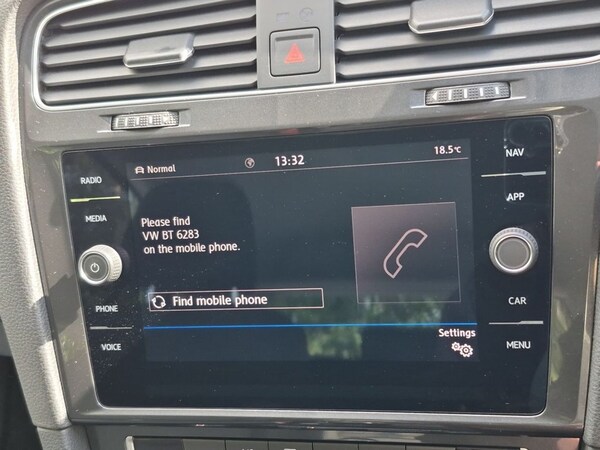 Normal 13:32 18.5°C
NAV
RADIO
APP
MEDIA
Please find
VW BT 6283
on the mobile phone.
Find mobile phone
PHONE
CAR
Settings
VOICE
MENU